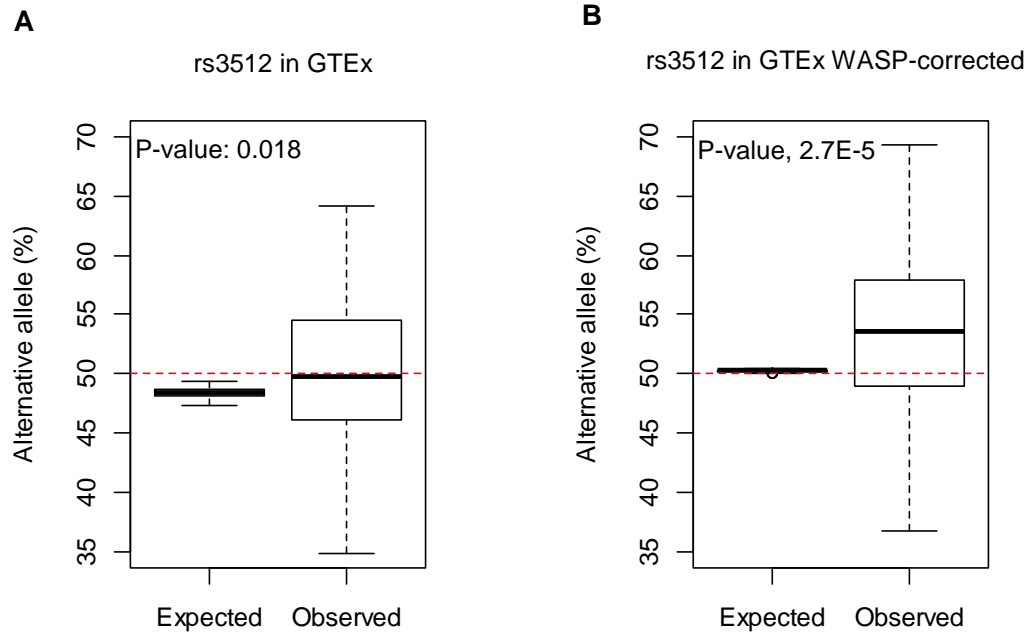 A
rs3512 in GTEx
P-value: 0.018
Alternative allele (%)
70
65
60
55
50
45
40
35
Expected
Observed
B
rs3512 in GTEx WASP-corrected
P-value, 2.7E-5
Alternative allele (%)
70
65
60
55
50
45
40
35
Expected
Observed